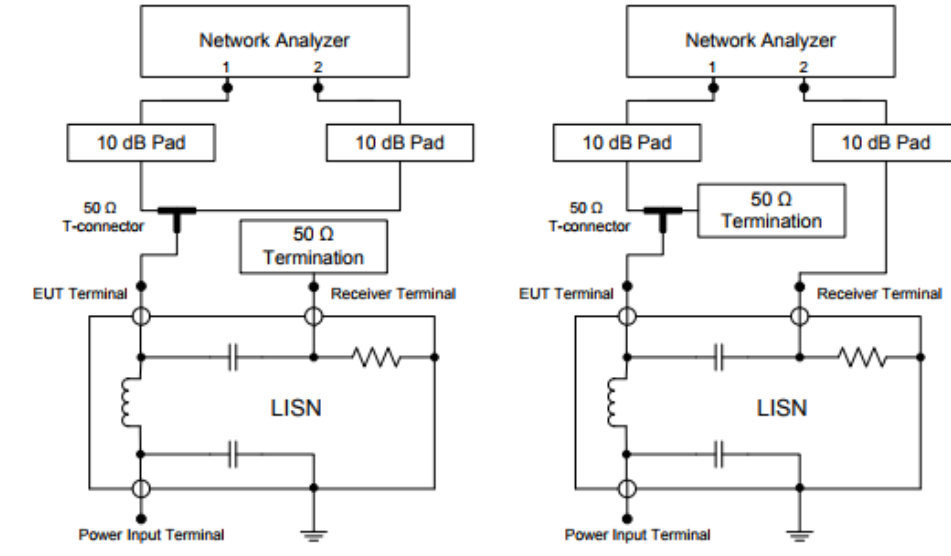 Network Analyzer
1 2
10 dB Pad
10 dB Pad
50 Ω
T-connector
50 Ω
Termination
EUT Terminal
Receiver Terminal
LISN
Power Input Terminal
Network Analyzer
1 2
10 dB Pad
10 dB Pad
50 Ω
T-connector
50 Ω
Termination
EUT Terminal
Receiver Terminal
LISN
Power Input Terminal